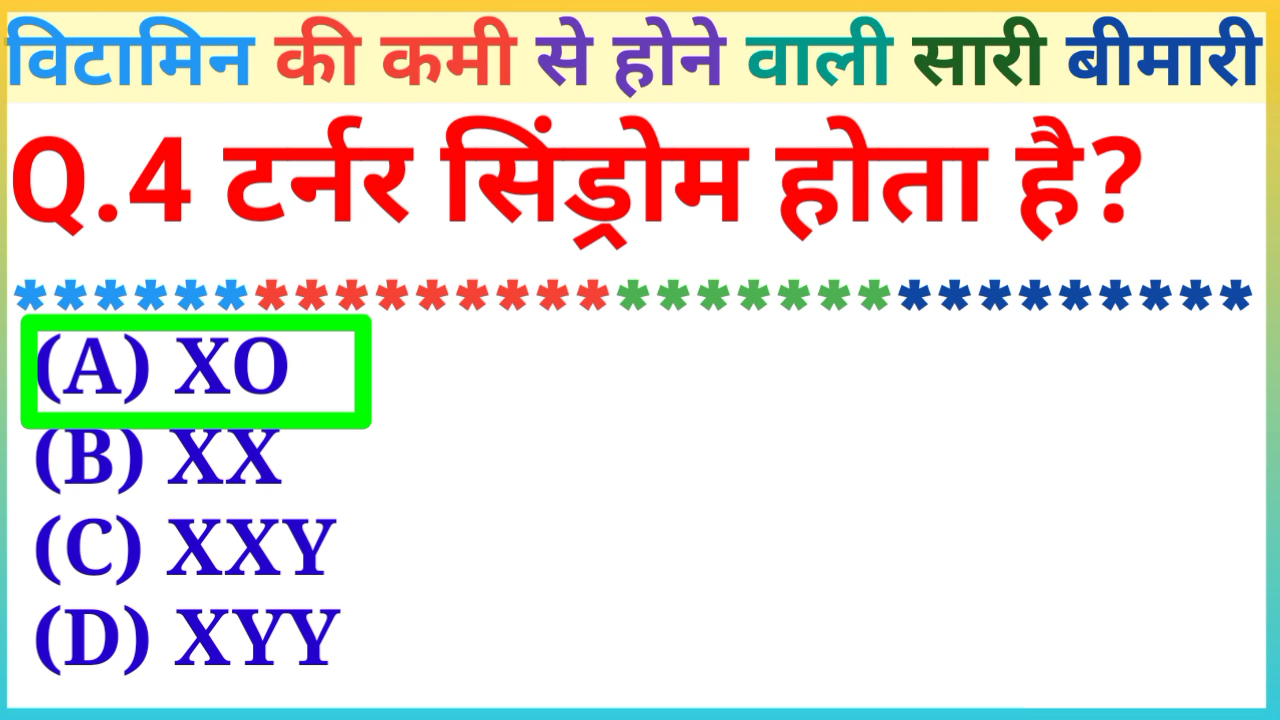 विटामिन की कमी से होने वाली सारी बीमारी
Q.4 टर्नर सिंड्रोम होता है?
*******************************
(A) XO
(B) XX
(C) XXY
(D) XYY